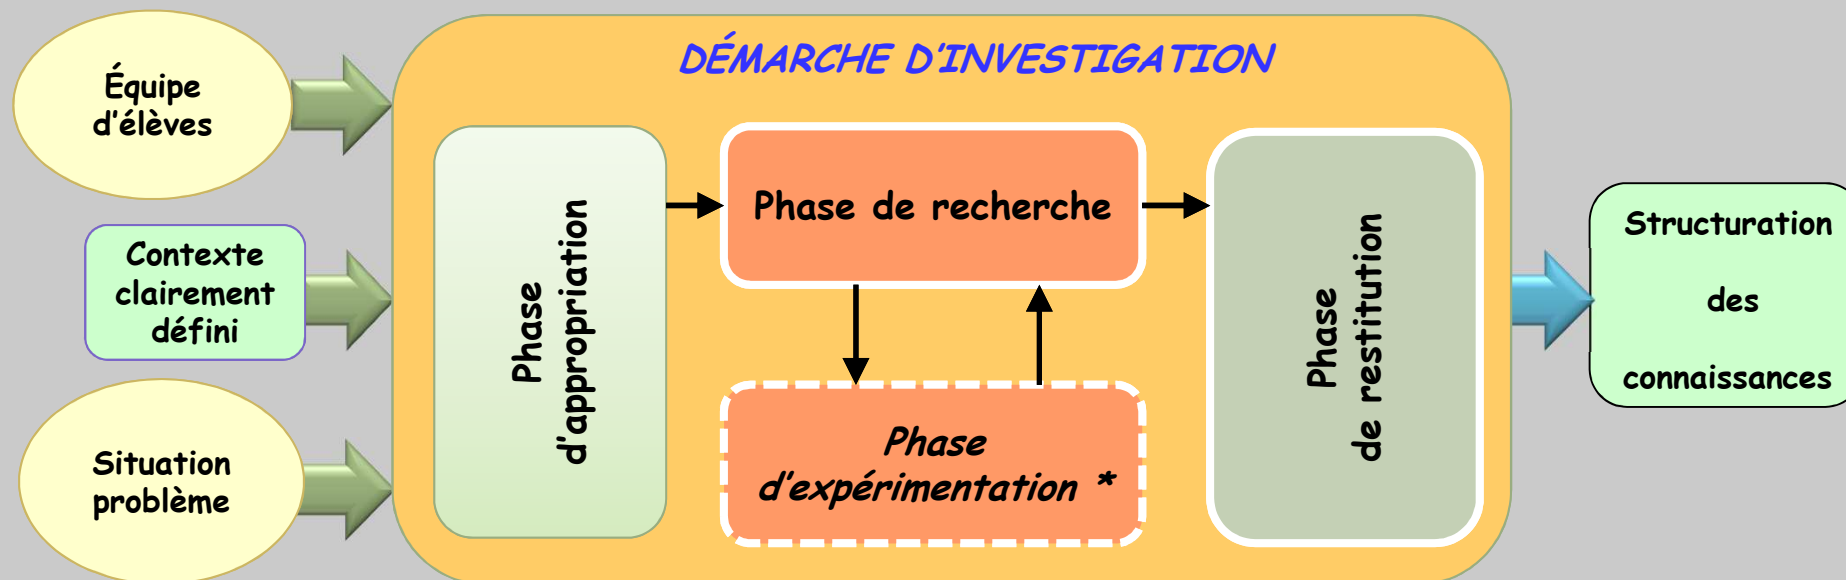 DÉMARCHE D'INVESTIGATION
Équipe
d'élèves
Contexte
clairement
défini
Situation
problème
Phase
d'appropriation
Phase de recherche
Phase
d'expérimentation *
Phase
de restitution
Structuration
des
connaissances